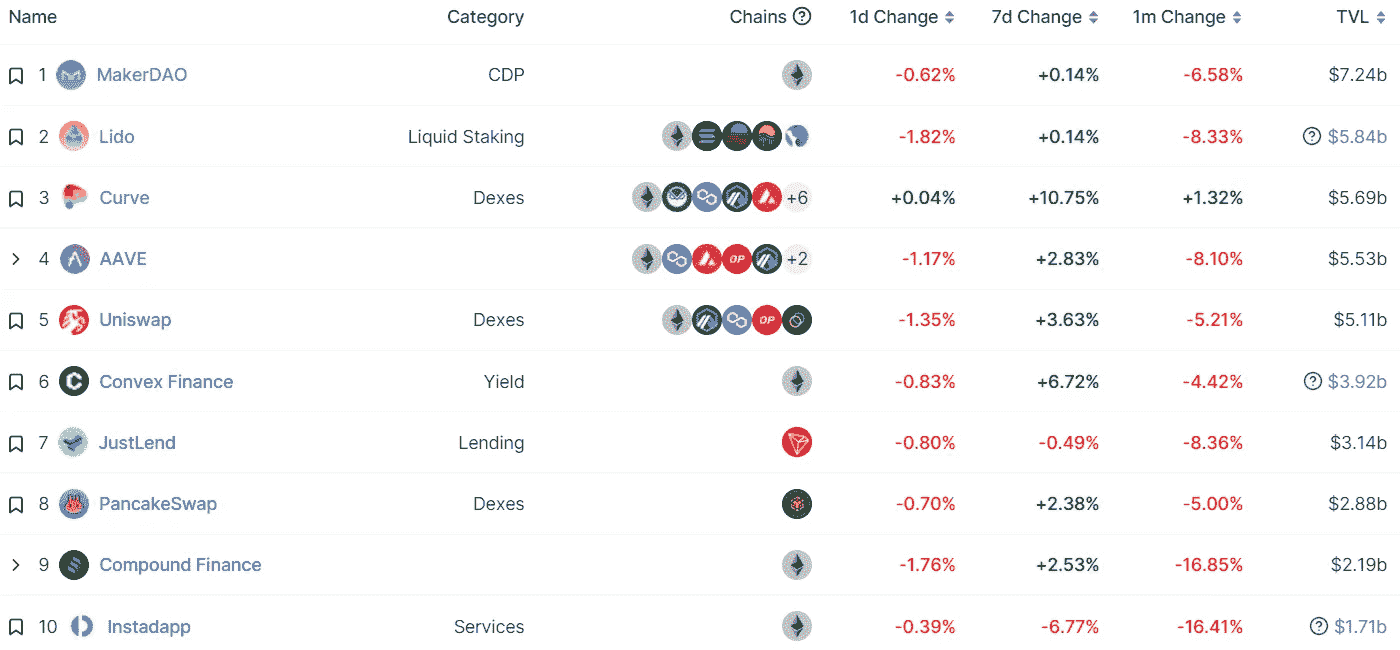 Name Category Chains ? 1d Change 7d Change 1m Change TVL
1 MakerDAO CDP -0.62% +0.14% -6.58% $7.24b
2 Lido Liquid Staking -1.82% +0.14% -8.33% ? $5.84b
3 Curve Dexes +6 +0.04% +10.75% +1.32% $5.69b
4 AAVE OP +2 -1.17% +2.83% -8.10% $5.53b
5 Uniswap Dexes OP -1.35% +3.63% -5.21% $5.11b
6 Convex Finance Yield -0.83% +6.72% -4.42% ? $3.92b
7 JustLend Lending -0.80% -0.49% -8.36% $3.14b
8 PancakeSwap Dexes -0.70% +2.38% -5.00% $2.88b
9 Compound Finance -1.76% +2.53% -16.85% $2.19b
10 Instadapp Services -0.39% -6.77% -16.41% ? $1.71b